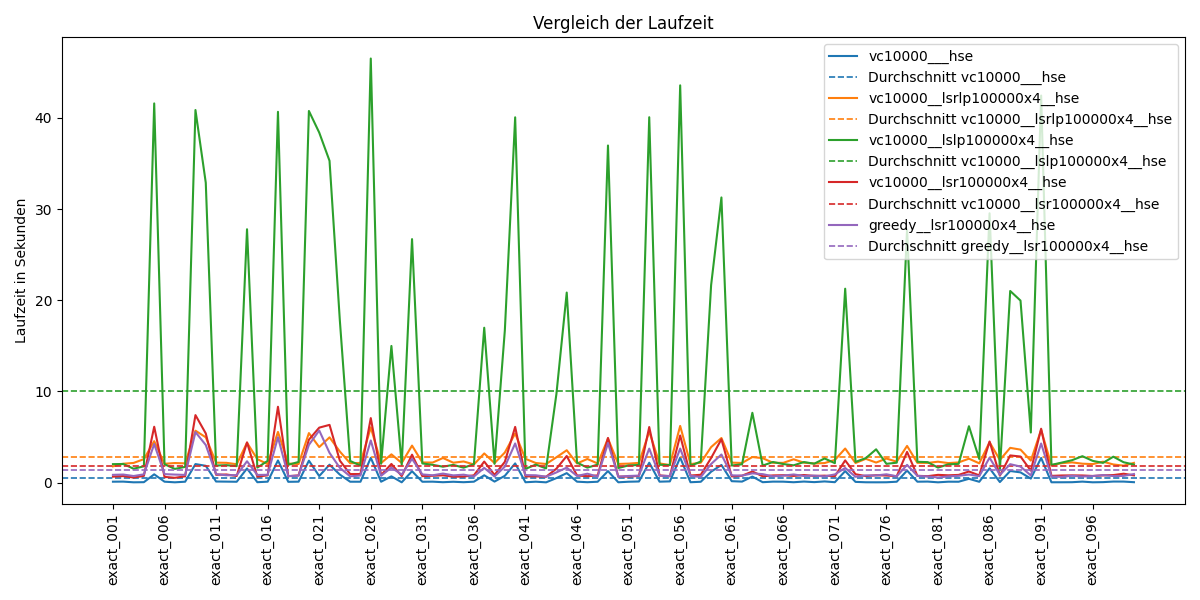 Vergleich der Laufzeit
Laufzeit in Sekunden
40
30
20
10
0
vc10000___hse
Durchschnitt vc10000___hse
vc10000__lsrlp100000x4__hse
Durchschnitt vc10000__lsrlp100000x4__hse
vc10000__lslp100000x4__hse
Durchschnitt vc10000__lslp100000x4__hse
vc10000__lsr100000x4__hse
Durchschnitt vc10000__lsr100000x4__hse
greedy__lsr100000x4__hse
Durchschnitt greedy__lsr100000x4__hse
exact_001
exact_006
exact_011
exact_016
exact_021
exact_026
exact_031
exact_036
exact_041
exact_046
exact_051
exact_056
exact_061
exact_066
exact_071
exact_076
exact_081
exact_086
exact_091
exact_096